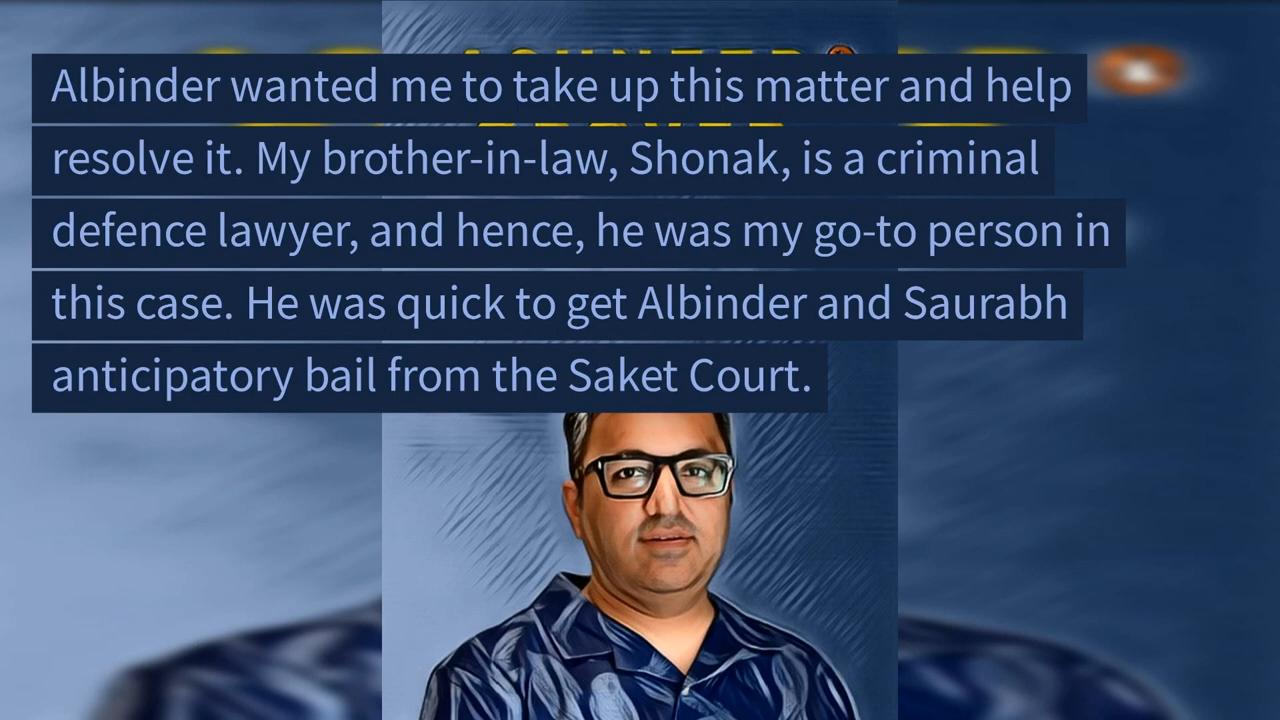 Albinder wanted me to take up this matter and help
resolve it. My brother-in-law, Shonak, is a criminal
defence lawyer, and hence, he was my go-to person in
this case. He was quick to get Albinder and Saurabh
anticipatory bail from the Saket Court.